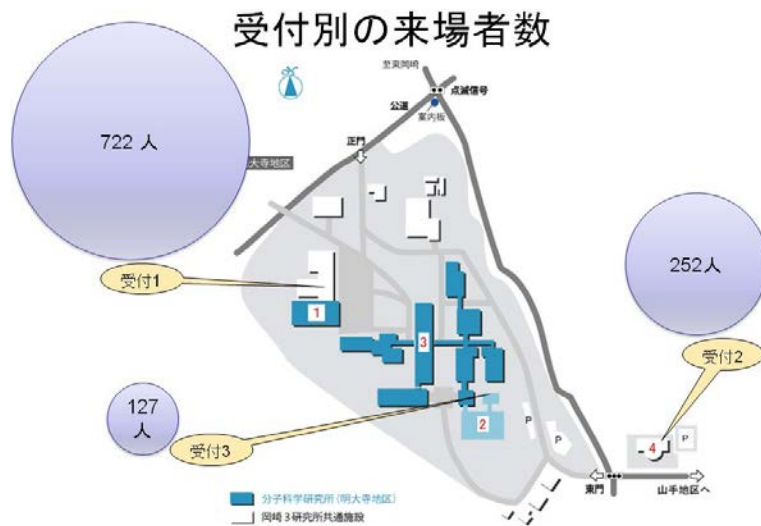 受付別の来場者数
至東岡崎
点滅信号
公道
案内板
正門
722 人
大寺地区
受付1
252人
受付2
1
3
127
人
受付3
2
P
P
4
P
東門
山手地区へ
分子科学研究所(明大寺地区)
岡崎3研究所共通施設